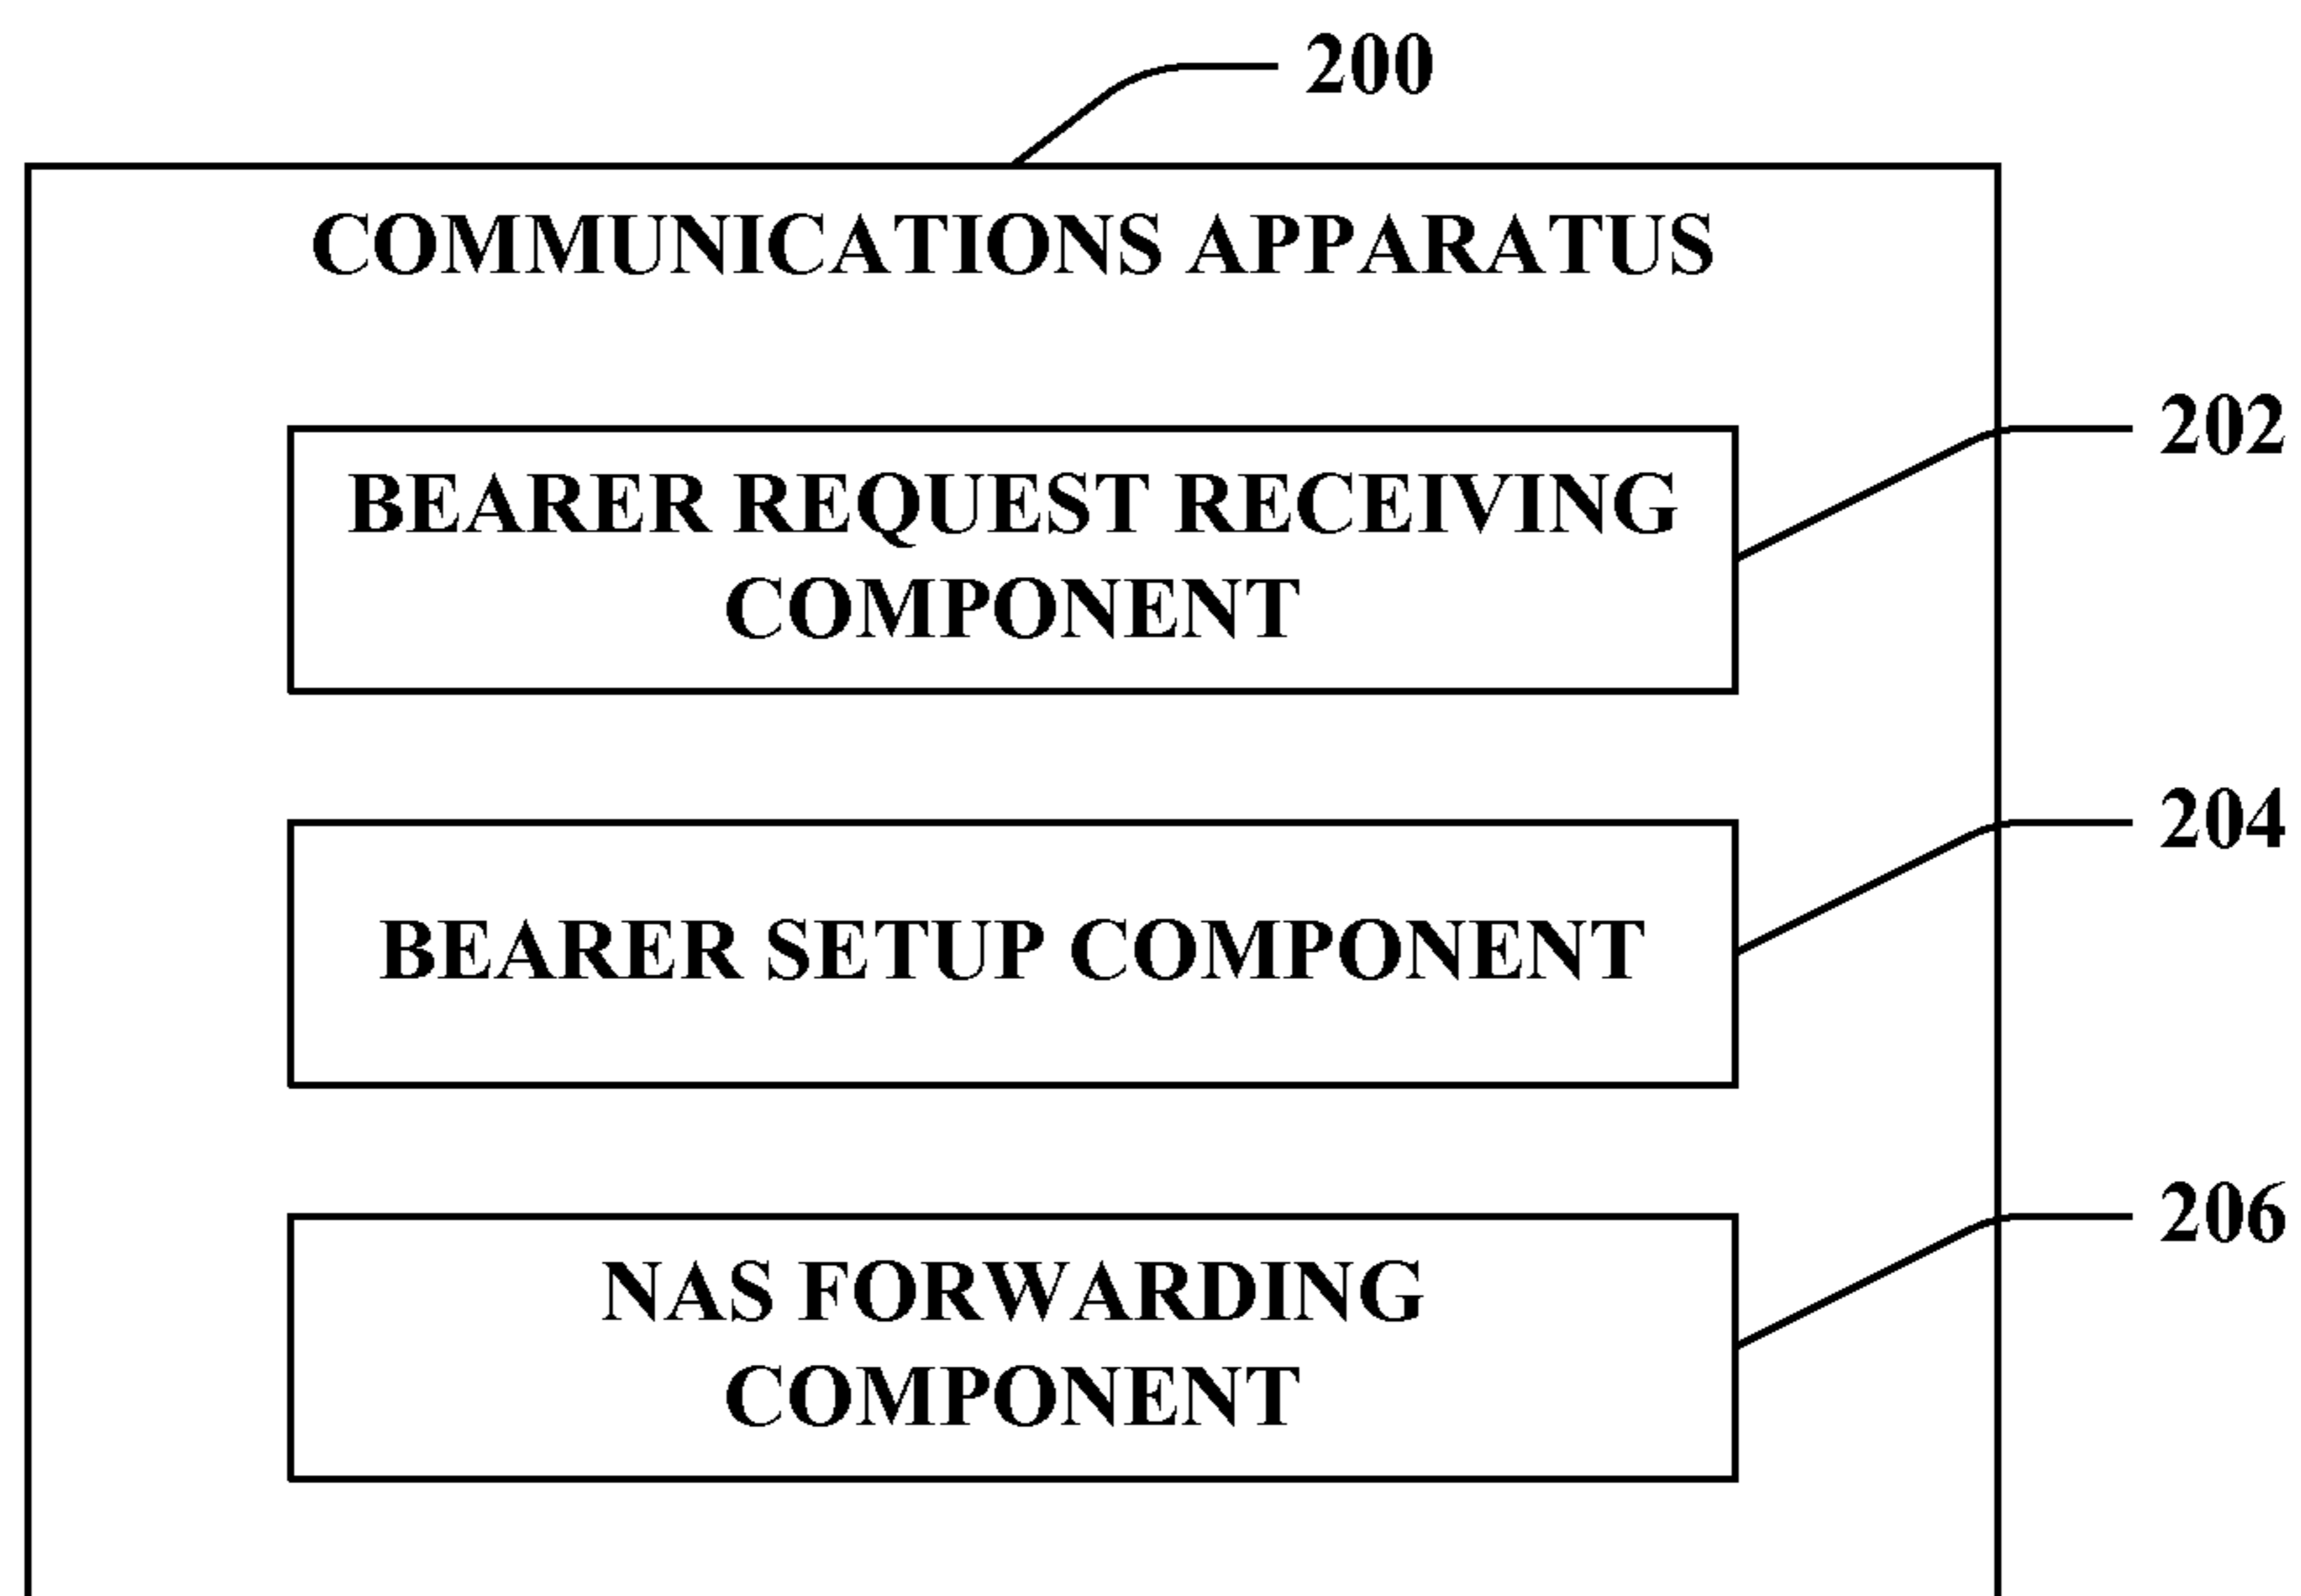 200
COMMUNICATIONS APPARATUS
202
BEARER REQUEST RECEIVING
COMPONENT
204
BEARER SETUP COMPONENT
206
NAS FORWARDING
COMPONENT